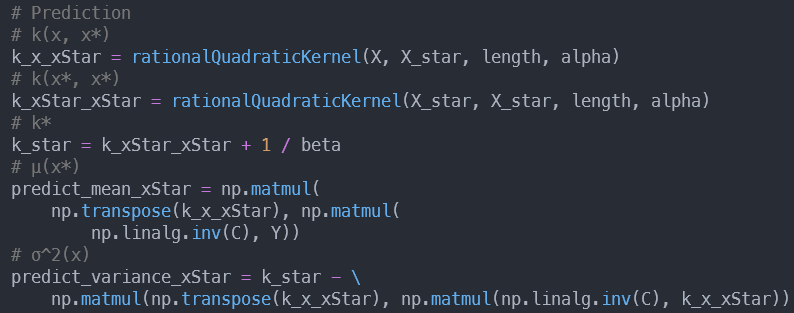 # Prediction
# k(x, x*)
k_x_xStar = rationalQuadraticKernel(X, X_star, length, alpha)
# k(x*, x*)
k_xStar_xStar = rationalQuadraticKernel(X_star, X_star, length, alpha)
# k*
k_star = k_xStar_xStar + 1 / beta
# μ(x*)
predict_mean_xStar = np.matmul(
    np.transpose(k_x_xStar), np.matmul(
        np.linalg.inv(C), Y))
# σ^2(x)
predict_variance_xStar = k_star - \
    np.matmul(np.transpose(k_x_xStar), np.matmul(np.linalg.inv(C), k_x_xStar))